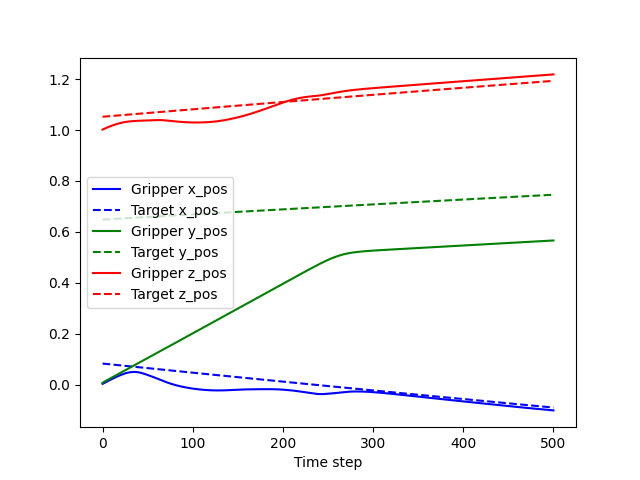 1.2
1.0
0.8
0.6
0.4
0.2
0.0
Gripper x_pos
Target x_pos
Gripper y_pos
Target y_pos
Gripper z_pos
Target z_pos
0 100 200 300 400 500
Time step